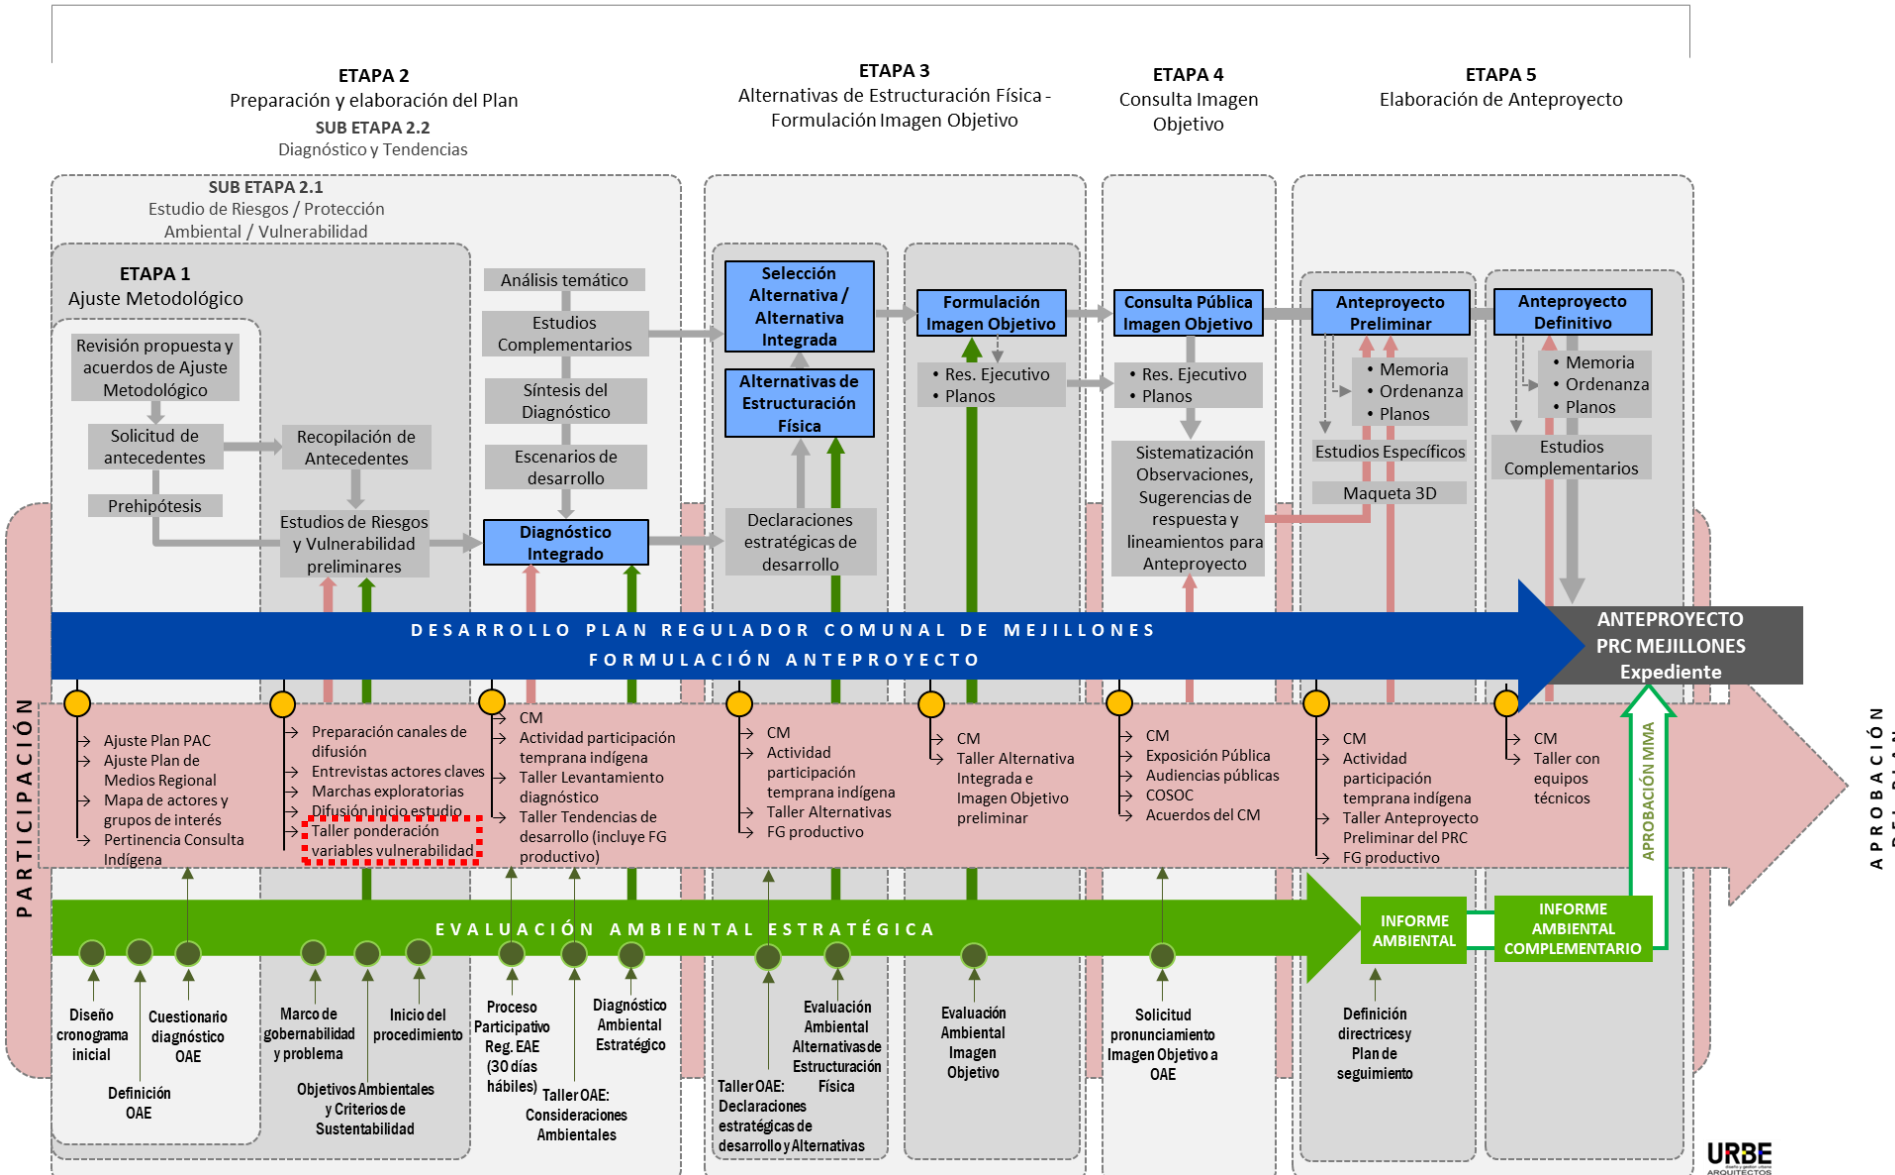 ETAPA 2
Preparación y elaboración del Plan
SUB ETAPA 2.2
Diagnóstico y Tendencias
ETAPA 3
Alternativas de Estructuración Física -
Formulación Imagen Objetivo
ETAPA 4
Consulta Imagen
Objetivo
ETAPA 5
Elaboración de Anteproyecto
SUB ETAPA 2.1
Estudio de Riesgos / Protección
Ambiental / Vulnerabilidad
ETAPA 1
Ajuste Metodológico
Revisión propuesta y
acuerdos de Ajuste
Metodológico
Solicitud de
antecedentes
Prehipótesis
Recopilación de
Antecedentes
Estudios de Riesgos
y Vulnerabilidad
preliminares
Análisis temático
Estudios
Complementarios
Síntesis del
Diagnóstico
Escenarios de
desarrollo
Diagnóstico
Integrado
Selección
Alternativa /
Alternativa
Integrada
Alternativas de
Estructuración
Física
Declaraciones
estratégicas de
desarrollo
Formulación
Imagen Objetivo
• Res. Ejecutivo
• Planos
Consulta Pública
Imagen Objetivo
• Res. Ejecutivo
• Planos
Sistematización
Observaciones,
Sugerencias de
respuesta y
lineamientos para
Anteproyecto
Anteproyecto
Preliminar
• Memoria
• Ordenanza
• Planos
Estudios Específicos
Maqueta 3D
Anteproyecto
Definitivo
• Memoria
• Ordenanza
• Planos
Estudios
Complementarios
DESARROLLO PLAN REGULADOR COMUNAL DE MEJILLONES
FORMULACIÓN ANTEPROYECTO
ANTEPROYECTO
PRC MEJILLONES
Expediente
PARTICIPACIÓN
Ajuste Plan PAC
Ajuste Plan de
Medios Regional
Mapa de actores y
grupos de interés
Pertinencia Consulta
Indígena
Preparación canales de
difusión
Entrevistas actores claves
Marchas exploratorias
Difusión inicio estudio
Taller ponderación
variables vulnerabilidad
CM
Actividad participación
temprana indígena
Taller Levantamiento
diagnóstico
Taller Tendencias de
desarrollo (incluye FG
productivo)
CM
Actividad
participación
temprana indígena
Taller Alternativas
FG productivo
CM
Taller Alternativa
Integrada e
Imagen Objetivo
preliminar
CM
Exposición Pública
Audiencias públicas
COSOC
Acuerdos del CM
CM
Actividad
participación
temprana indígena
Taller Anteproyecto
Preliminar del PRC
FG productivo
CM
Taller con
equipos
técnicos
APROBACIÓN MMA
APROBACIÓN
DEL PLAN
EVALUACIÓN AMBIENTAL ESTRATÉGICA
INFORME
AMBIENTAL
INFORME
AMBIENTAL
COMPLEMENTARIO
Diseño
cronograma
inicial
Definición
OAE
Cuestionario
diagnóstico
OAE
Marco de
gobernabilidad
y problema
Objetivos Ambientales
y Criterios de
Sustentabilidad
Inicio del
procedimiento
Proceso
Participativo
Reg. EAE
(30 días
hábiles)
Taller OAE:
Consideraciones
Ambientales
Diagnóstico
Ambiental
Estratégico
Taller OAE:
Declaraciones
estratégicas de
desarrollo y Alternativas
Evaluación
Ambiental
Alternativas de
Estructuración
Física
Evaluación
Ambiental
Imagen
Objetivo
Solicitud
pronunciamiento
Imagen Objetivo a
OAE
Definición
directrices y
Plan de
seguimiento
URBE
ARQUITECTOS